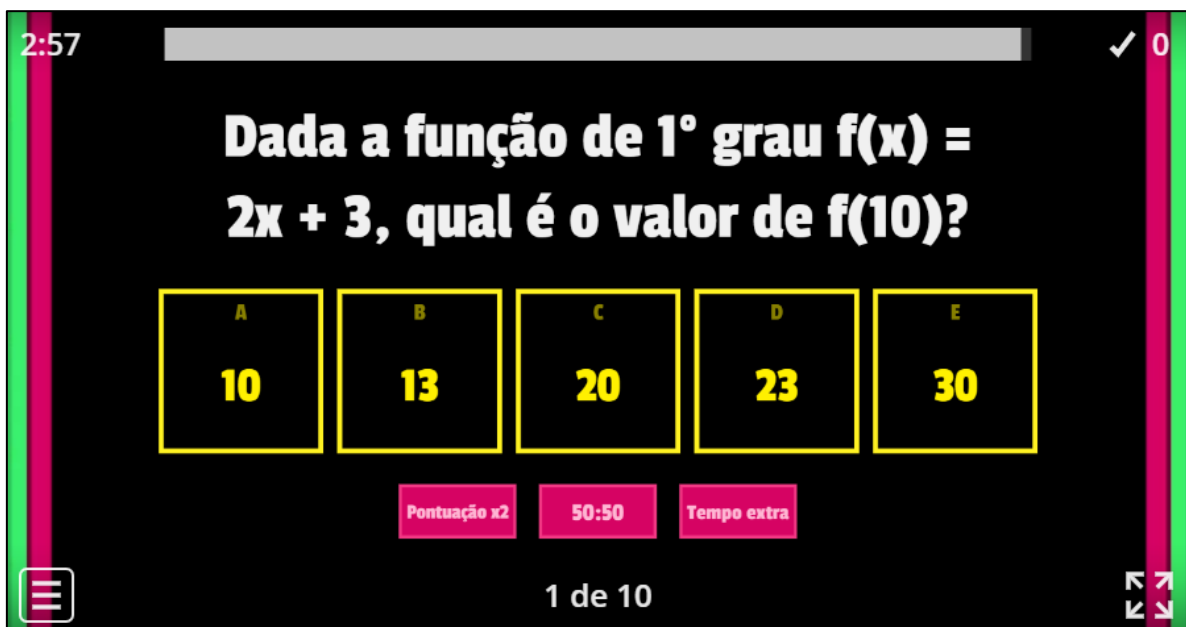 2:57
0
Dada a função de 1° grau f(x) =
2x + 3, qual é o valor de f(10)?
A B C D E
10 13 20 23 30
Pontuação x2 50:50 Tempo extra
1 de 10